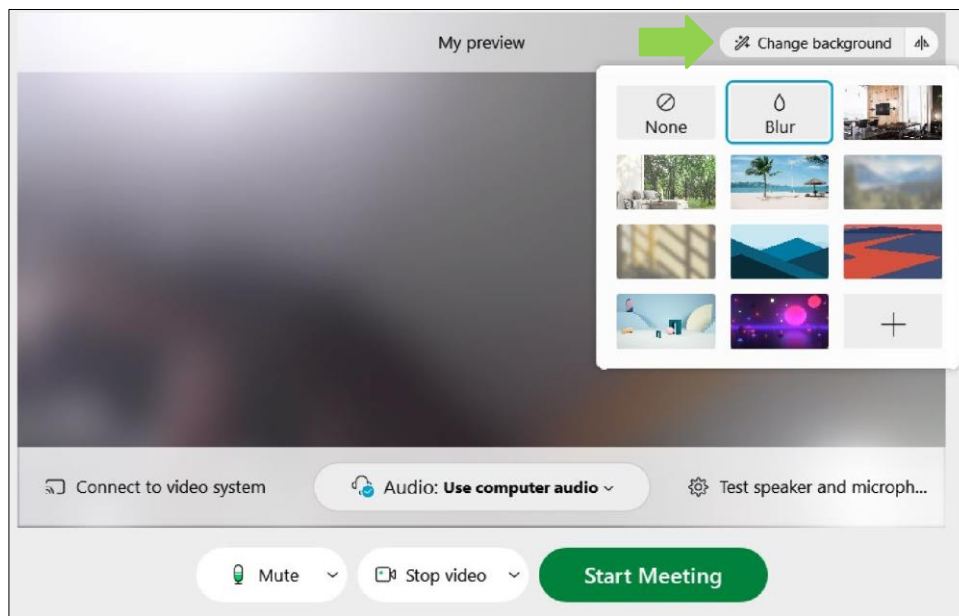 My preview
Change background
None
Blur
Connect to video system
Audio: Use computer audio
Test speaker and microph...
Mute
Stop video
Start Meeting